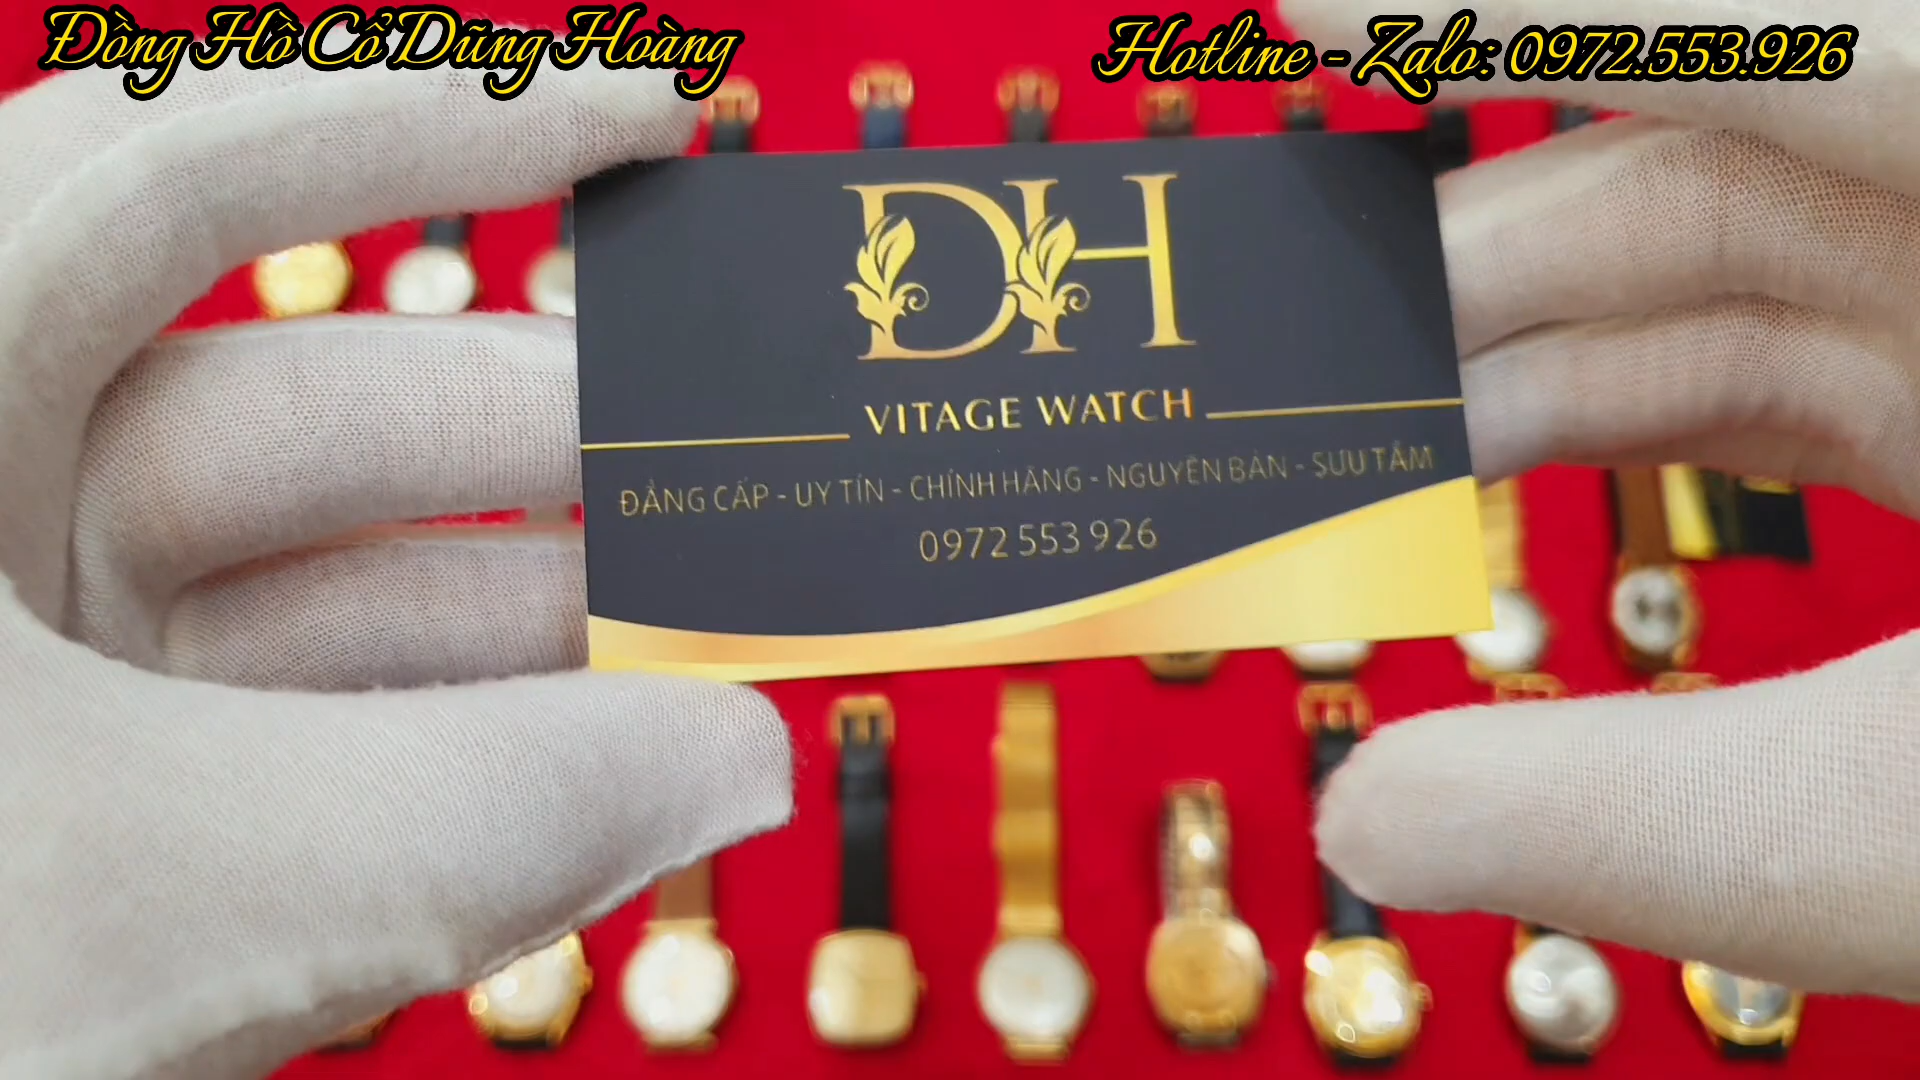 Đồng Hồ Cổ Dũng Hoàng
Hotline - Zalo: 0972.553.926
DH
VITAGE WATCH
ĐẲNG CẤP - UY TÍN - CHÍNH HÃNG - NGUYÊN BẢN - SƯU TẦM
0972 553 926